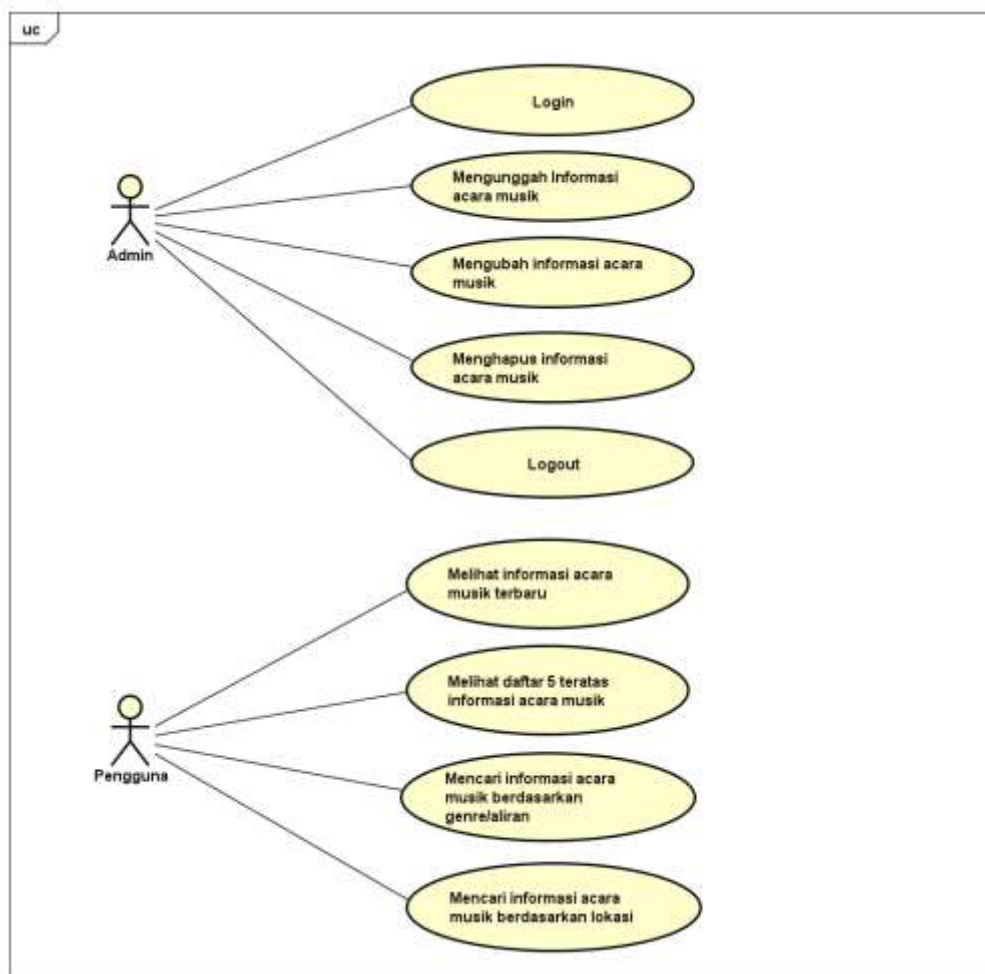 uc
Login
Mengunggah Informasi
acara musik
Admin
Mengubah informasi acara
musik
Menghapus informasi
acara musik
Logout
Melihat informasi acara
musik terbaru
Melihat daftar 5 teratas
informasi acara musik
Pengguna
Mencari informasi acara
musik berdasarkan
genre/aliran
Mencari informasi acara
musik berdasarkan lokasi